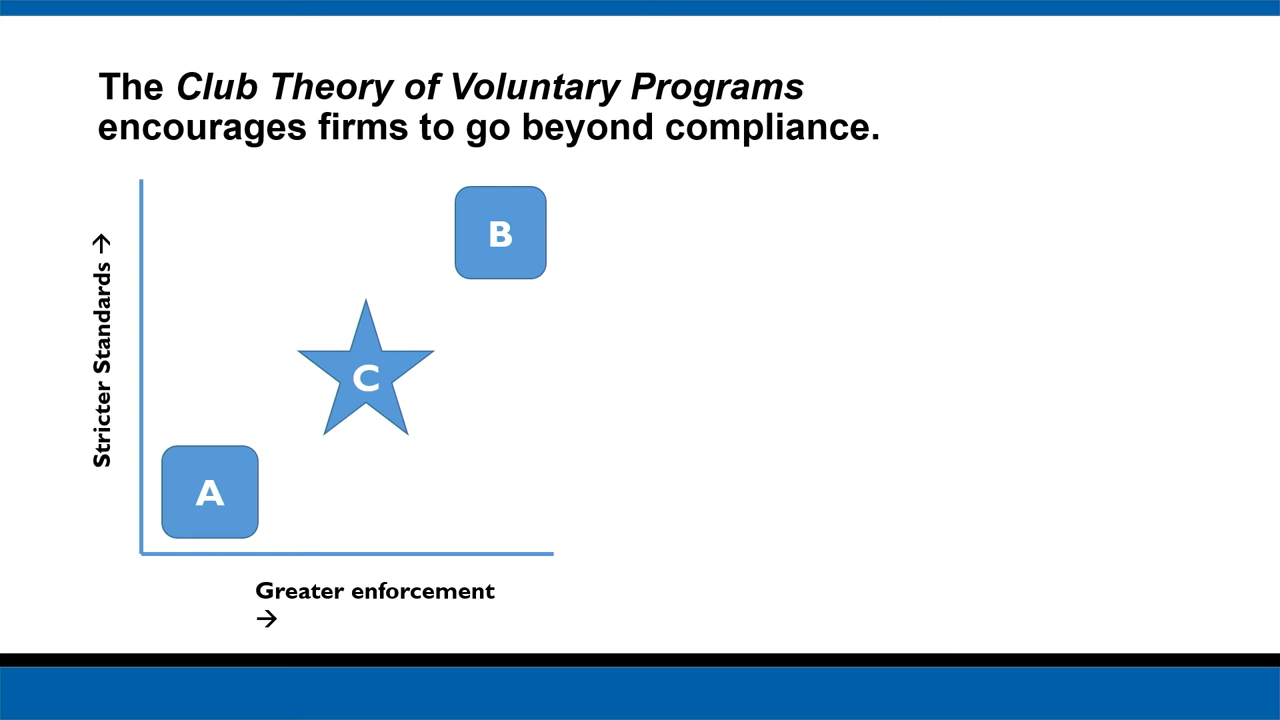 The Club Theory of Voluntary Programs
encourages firms to go beyond compliance.
Stricter Standards →
B
C
A
Greater enforcement
→